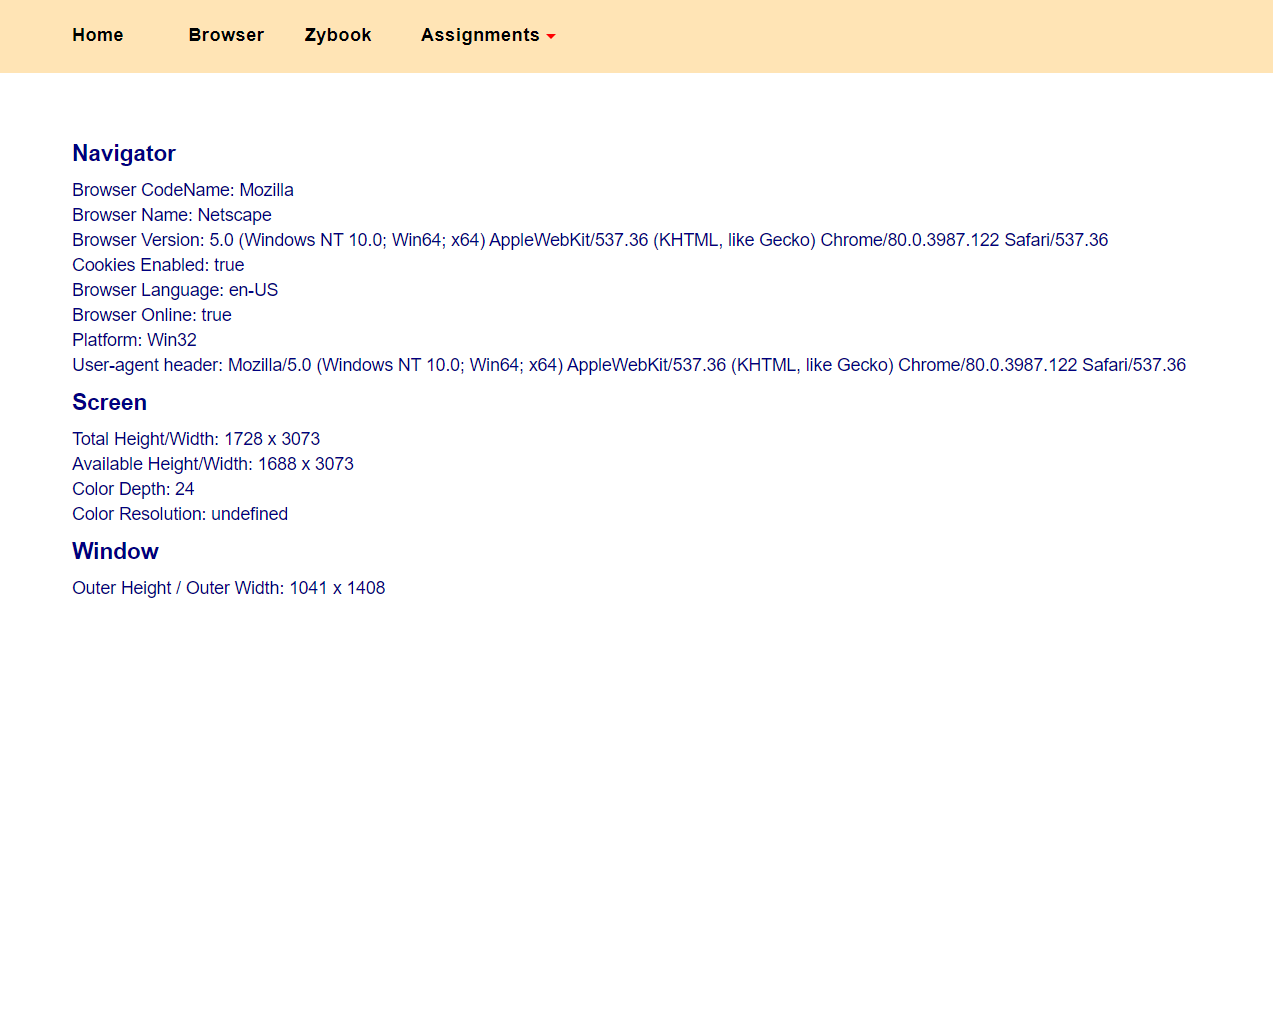 Home Browser Zybook Assignments
Navigator
Browser CodeName: Mozilla
Browser Name: Netscape
Browser Version: 5.0 (Windows NT 10.0; Win64; x64) AppleWebKit/537.36 (KHTML, like Gecko) Chrome/80.0.3987.122 Safari/537.36
Cookies Enabled: true
Browser Language: en-US
Browser Online: true
Platform: Win32
User-agent header: Mozilla/5.0 (Windows NT 10.0; Win64; x64) AppleWebKit/537.36 (KHTML, like Gecko) Chrome/80.0.3987.122 Safari/537.36
Screen
Total Height/Width: 1728 x 3073
Available Height/Width: 1688 x 3073
Color Depth: 24
Color Resolution: undefined
Window
Outer Height / Outer Width: 1041 x 1408